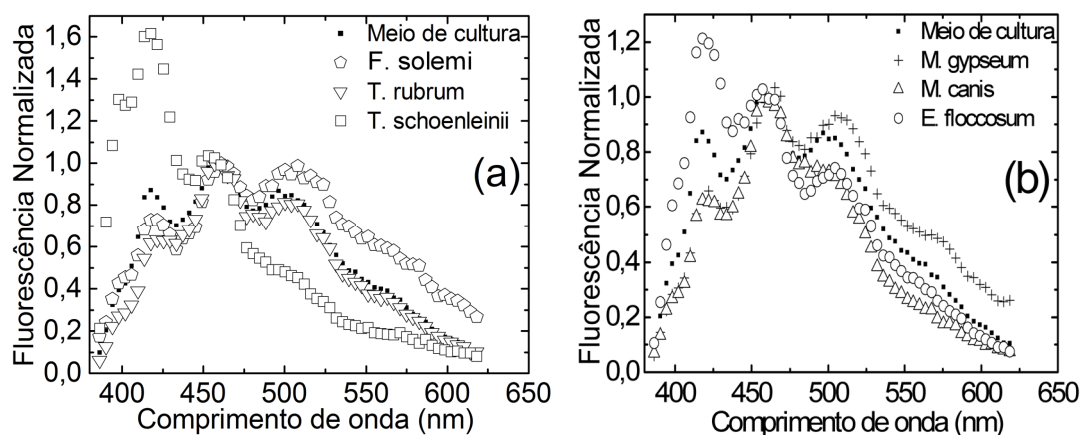 1,6
1,4
1,2
1,0
0,8
0,6
0,4
0,2
0,0
400 450 500 550 600 650
Fluorescência Normalizada
Comprimento de onda (nm)
Meio de cultura
F. solemi
T. rubrum
T. schoenleinii
(a)
1,2
1,0
0,8
0,6
0,4
0,2
0,0
400 450 500 550 600 650
Fluorescência Normalizada
Comprimento de onda (nm)
Meio de cultura
M. gypseum
M. canis
E. floccosum
(b)